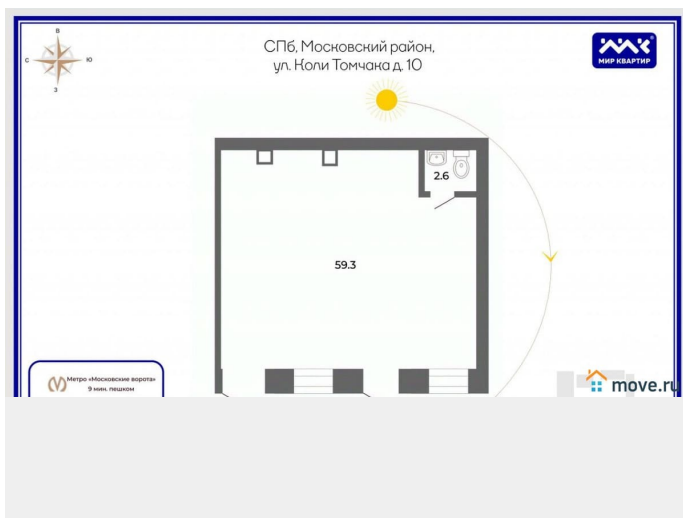 В
С
Ю
З
СПб, Московский район,
ул. Коли Томчака д. 10
МИР КВАРТИР
2.6
59.3
Метро «Московские ворота»
9 мин. пешком
move.ru